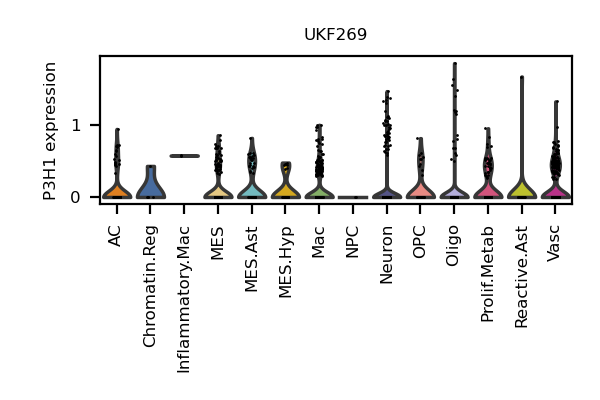 UKF269
P3H1 expression
1
0
AC
Chromatin.Reg
Inflammatory.Mac
MES
MES.Ast
MES.Hyp
Mac
NPC
Neuron
OPC
Oligo
Prolif.Metab
Reactive.Ast
Vasc